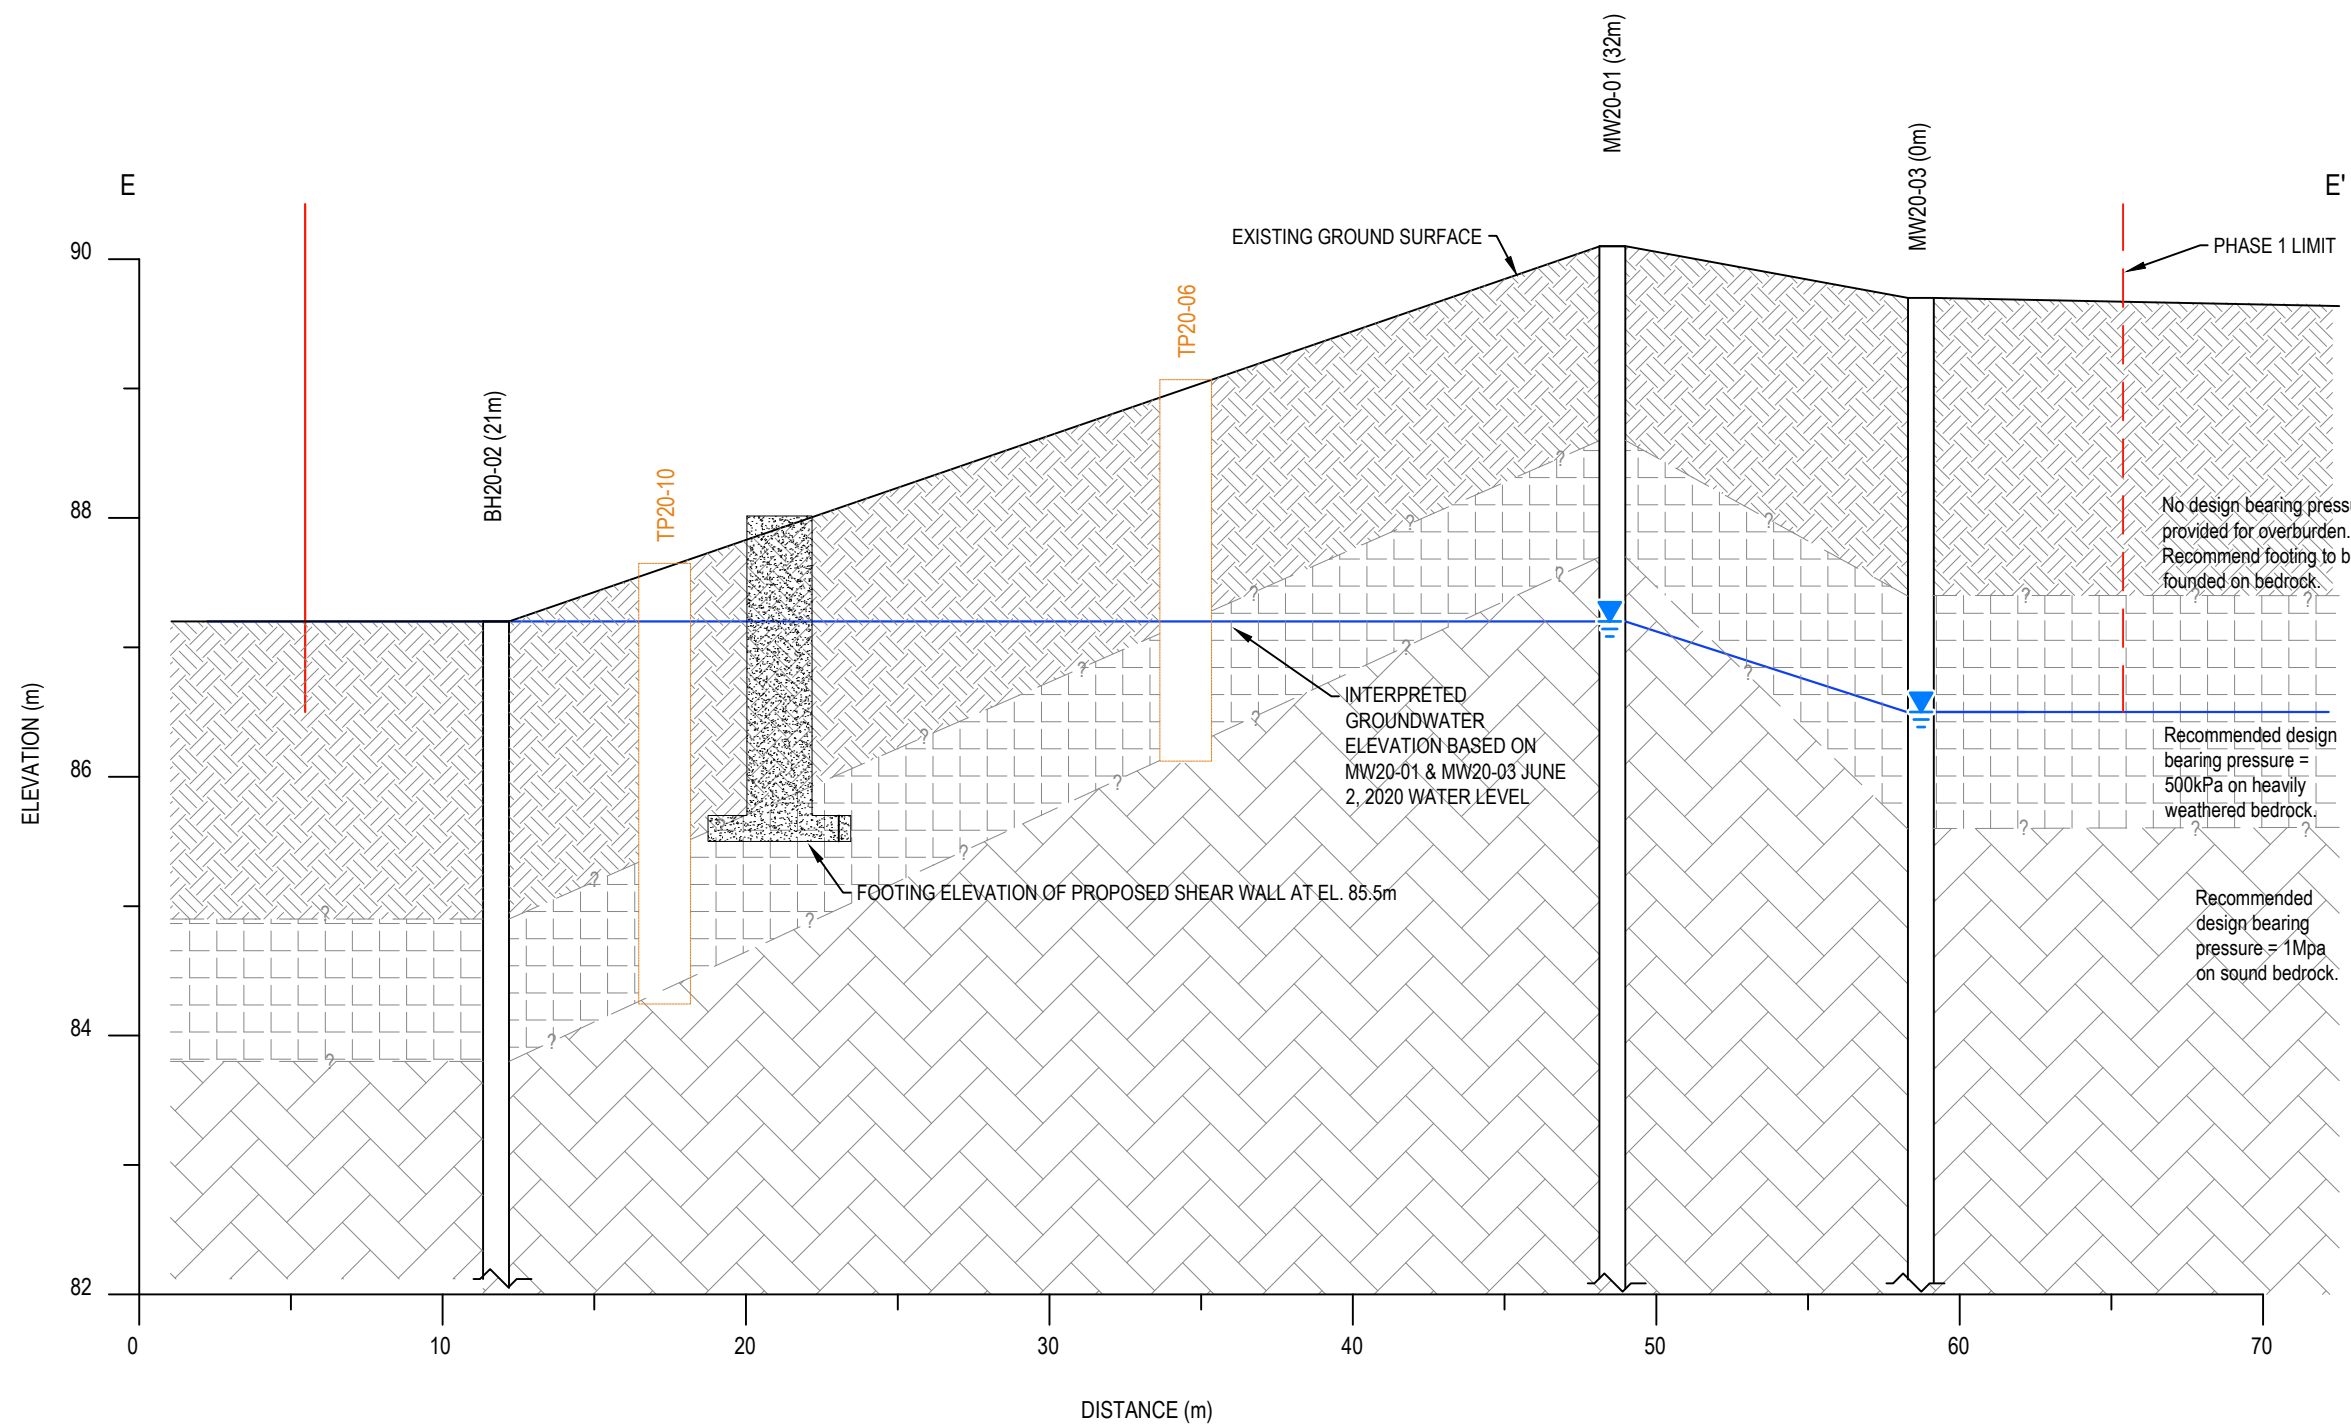 MW20-01 (32m)
MW20-03 (0m)
E
E'
EXISTING GROUND SURFACE
PHASE 1 LIMIT
90
TP20-06
BH20-02 (21m)
TP20-10
88
No design bearing
provided for overburden.
Recommend footing to
founded on bedrock.
ELEVATION (m)
INTERPRETED
GROUNDWATER
ELEVATION BASED ON
MW20-01 & MW20-03 JUNE
2, 2020 WATER LEVEL
86
Recommended design
bearing pressure =
500kPa on heavily
weathered bedrock.
FOOTING ELEVATION OF PROPOSED SHEAR WALL AT EL. 85.5m
Recommended
design bearing
pressure = 1Mpa
on sound bedrock.
84
82
0
10
20
30
40
50
60
70
DISTANCE (m)
? ? ? ? ? ? ? ? ? ? ? ? ? ? ? ? ? ? ? ? ? ? ? ? ?